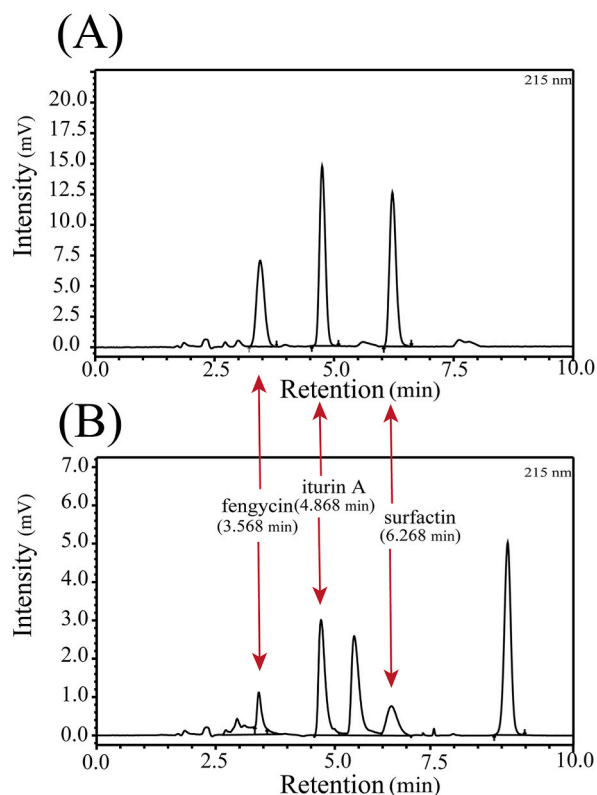 (A)
215 nm
Intensity (mV)
20.0
17.5
15.0
12.5
10.0
7.5
5.0
2.5
0.0
0.0 2.5 5.0 7.5 10.0
Retention (min)
(B)
215 nm
Intensity (mV)
7.0
6.0
5.0
4.0
3.0
2.0
1.0
0.0
fengycin
(3.568 min)
iturin A
(4.868 min)
surfactin
(6.268 min)
0.0 2.5 5.0 7.5 10.0
Retention (min)